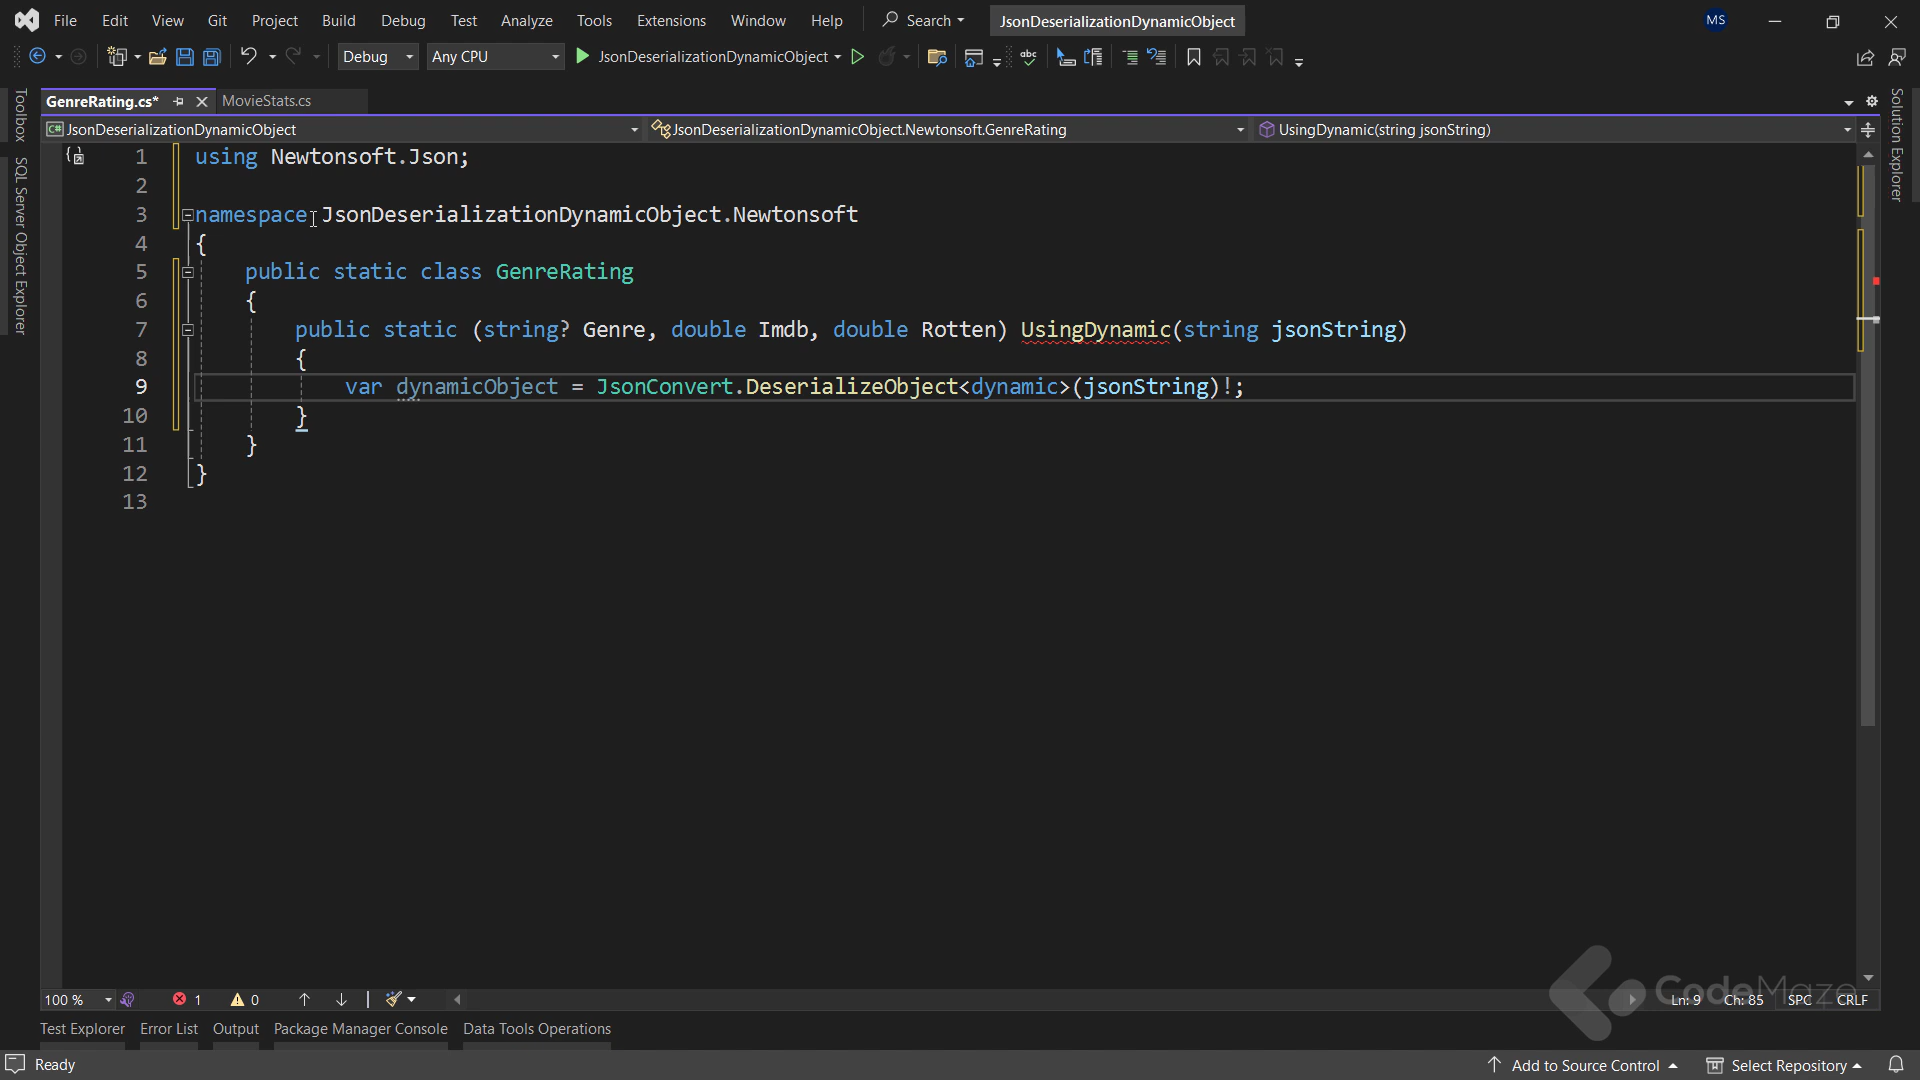 File Edit View Git Project Build Debug Test Analyze Tools Extensions Window Help Search JsonDeserializationDynamicObject MS
Debug Any CPU JsonDeserializationDynamicObject
GenreRating.cs* MovieStats.cs
C# JsonDeserializationDynamicObject JsonDeserializationDynamicObject.Newtonsoft.GenreRating UsingDynamic(string jsonString)
Toolbox
SQL Server Object Explorer
Solution Explorer
1 using Newtonsoft.Json;
2
3 namespace JsonDeserializationDynamicObject.Newtonsoft
4 {
5 public static class GenreRating
6 {
7 public static (string? Genre, double Imdb, double Rotten) UsingDynamic(string jsonString)
8 {
9 var dynamicObject = JsonConvert.DeserializeObject<dynamic>(jsonString)!;
10 }
11 }
12 }
13
100 % 1 0 Ln: 9 Ch: 85 SPC CRLF
CodeMaze
Test Explorer Error List Output Package Manager Console Data Tools Operations
Ready Add to Source Control Select Repository